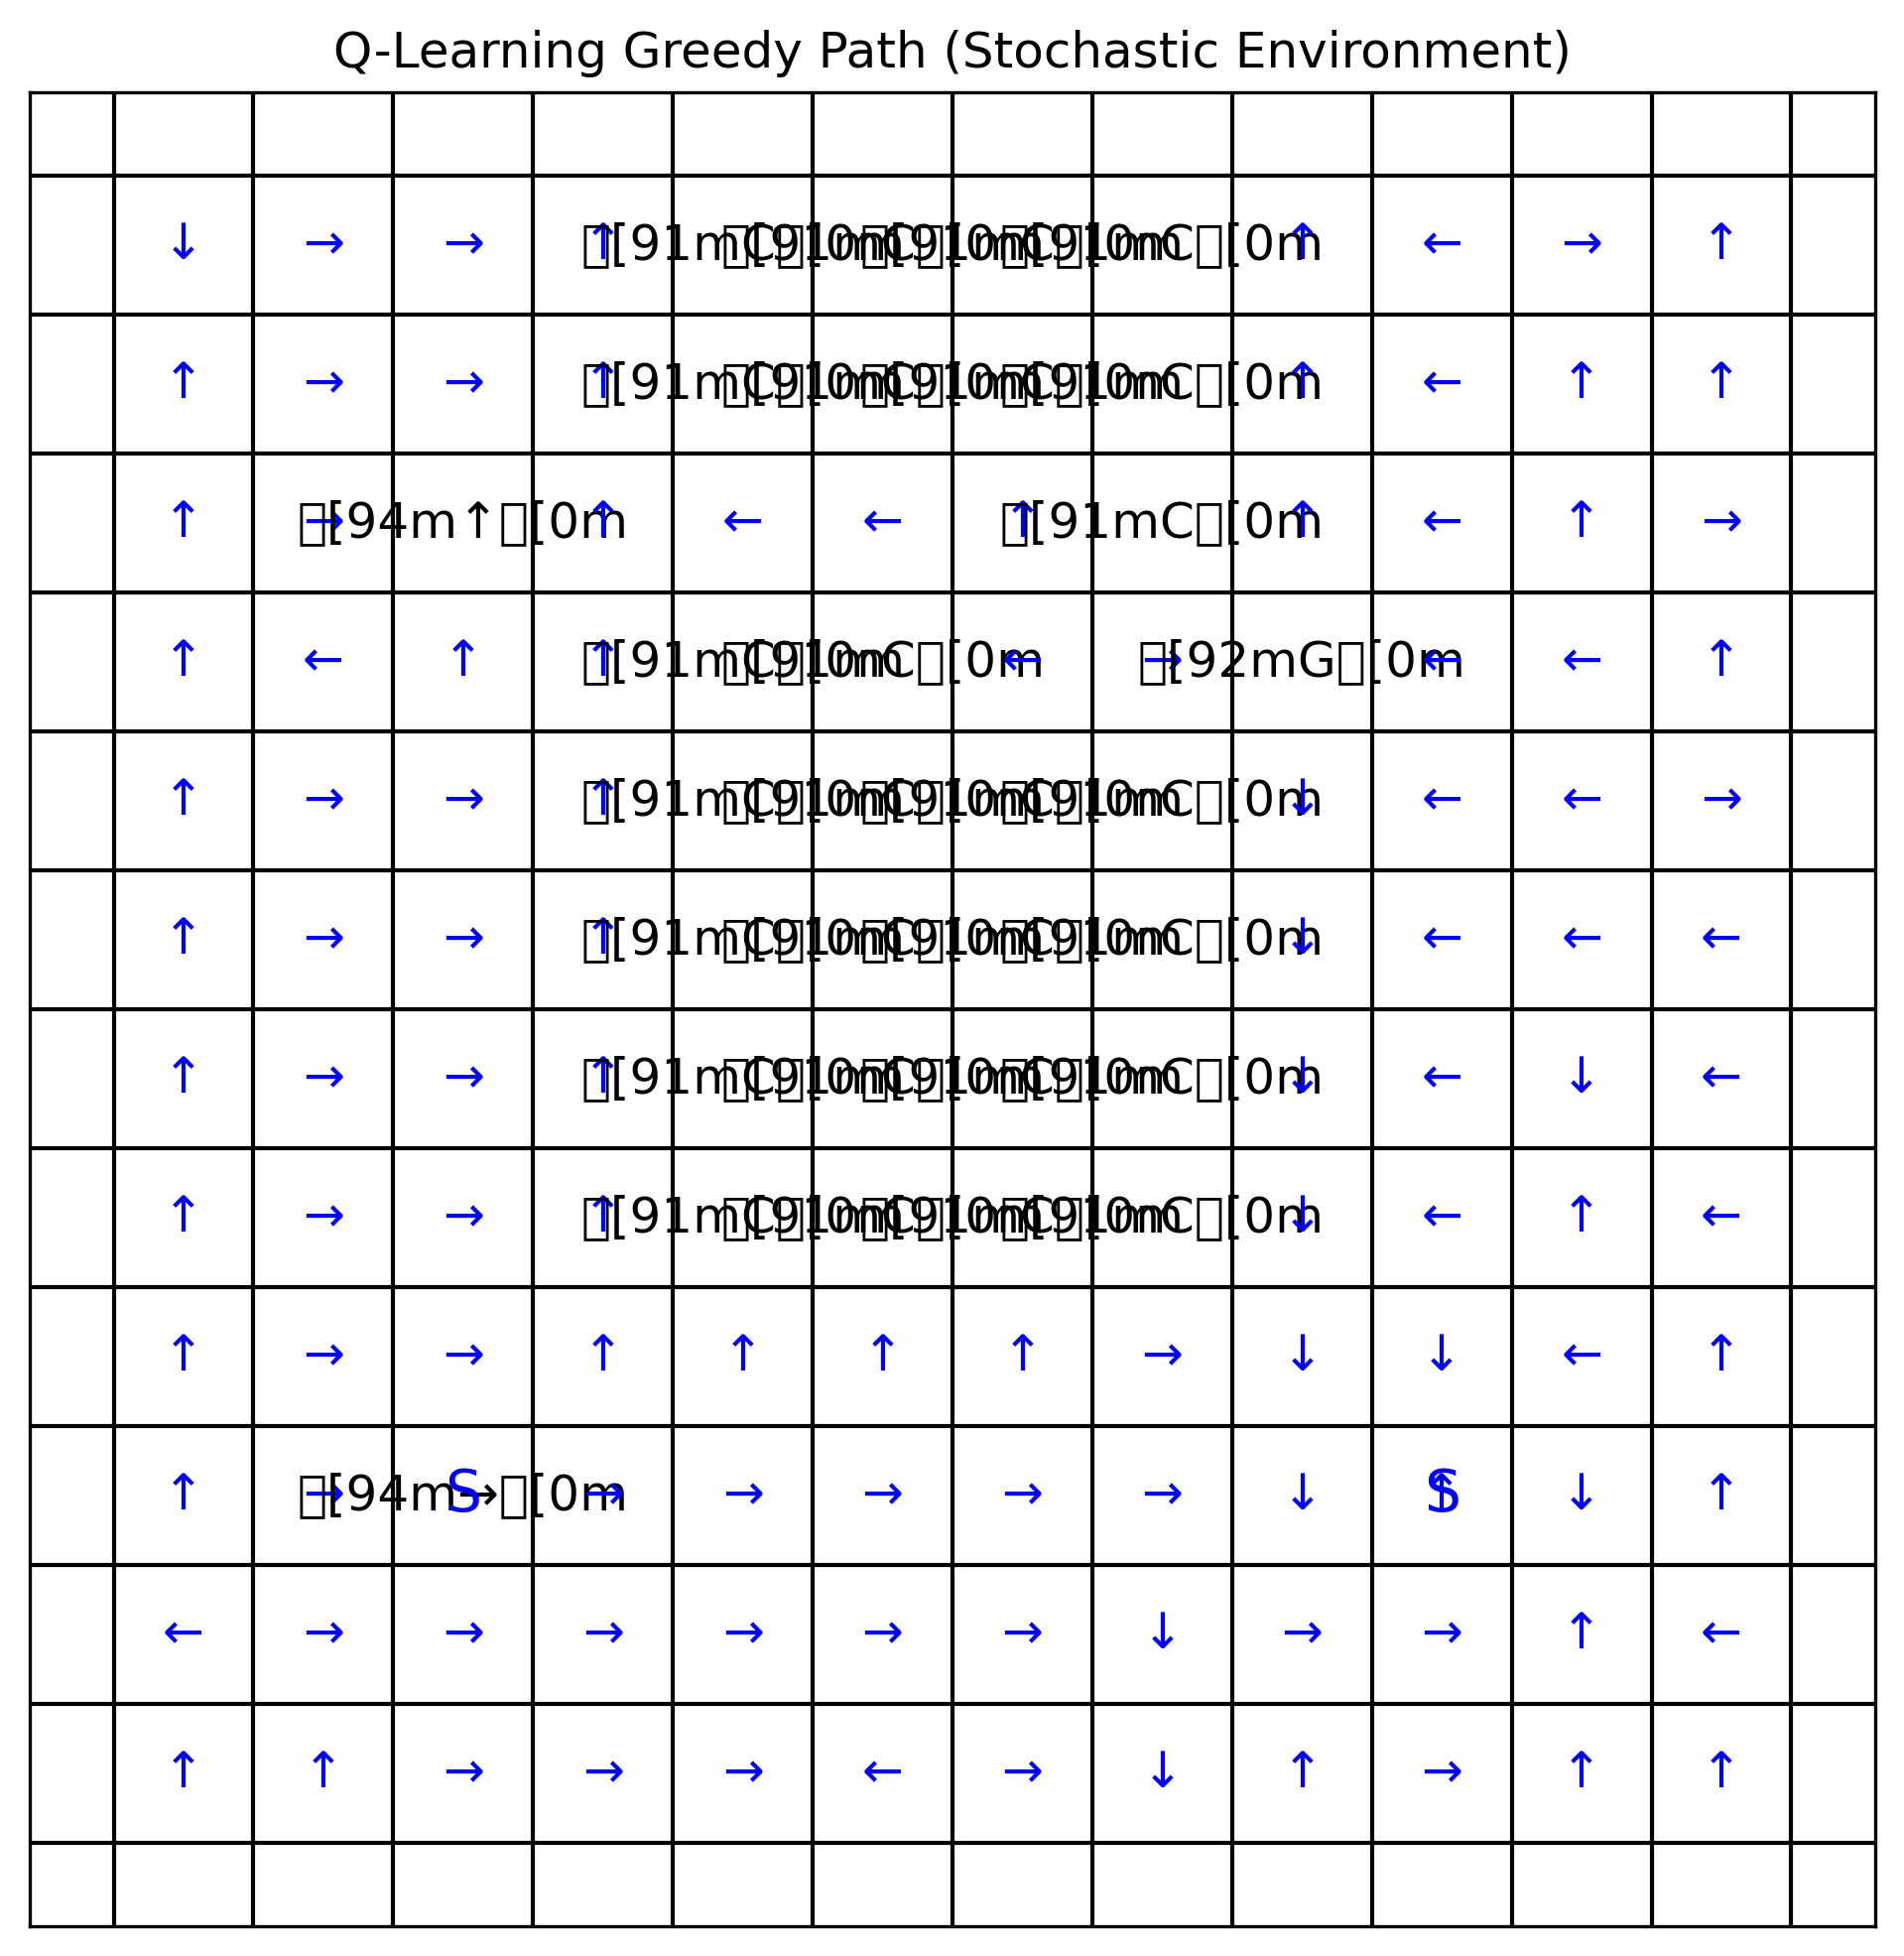 Q-Learning Greedy Path (Stochastic Environment)
↓ → → ↑ ▯[91mC▯[0m ▯[91mC▯[0m ▯[91mC▯[0m ▯[91mC▯[0m ↑ ← → ↑
↑ → → ↑ ▯[91mC▯[0m ▯[91mC▯[0m ▯[91mC▯[0m ▯[91mC▯[0m ↑ ← ↑ ↑
↑ → ▯[94m↑▯[0m ↑ ← ← ↑ ▯[91mC▯[0m ↑ ← ↑ →
↑ ← ↑ ↑ ▯[91mC▯[0m ▯[91mC▯[0m ← → ▯[92mG▯[0m ← ← ↑
↑ → → ↑ ▯[91mC▯[0m ▯[91mC▯[0m ▯[91mC▯[0m ▯[91mC▯[0m ↓ ← ← →
↑ → → ↑ ▯[91mC▯[0m ▯[91mC▯[0m ▯[91mC▯[0m ▯[91mC▯[0m ↓ ← ← ←
↑ → → ↑ ▯[91mC▯[0m ▯[91mC▯[0m ▯[91mC▯[0m ▯[91mC▯[0m ↓ ← ↓ ←
↑ → → ↑ ▯[91mC▯[0m ▯[91mC▯[0m ▯[91mC▯[0m ▯[91mC▯[0m ↓ ← ↑ ←
↑ → → ↑ ↑ ↑ ↑ → ↓ ↓ ← ↑
↑ → ▯[94m→▯[0m S → → → → → ↓ S ↑ ↓ ↑
← → → → → → → ↓ → → ↑ ←
↑ ↑ → → → ← → ↓ ↑ → ↑ ↑